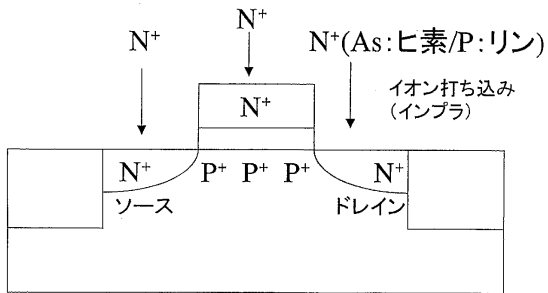 N⁺
N⁺
N⁺(As:ヒ素/P:リン)
イオン打ち込み
(インプラ)
N⁺
N⁺
P⁺ P⁺ P⁺
N⁺
ソース
ドレイン